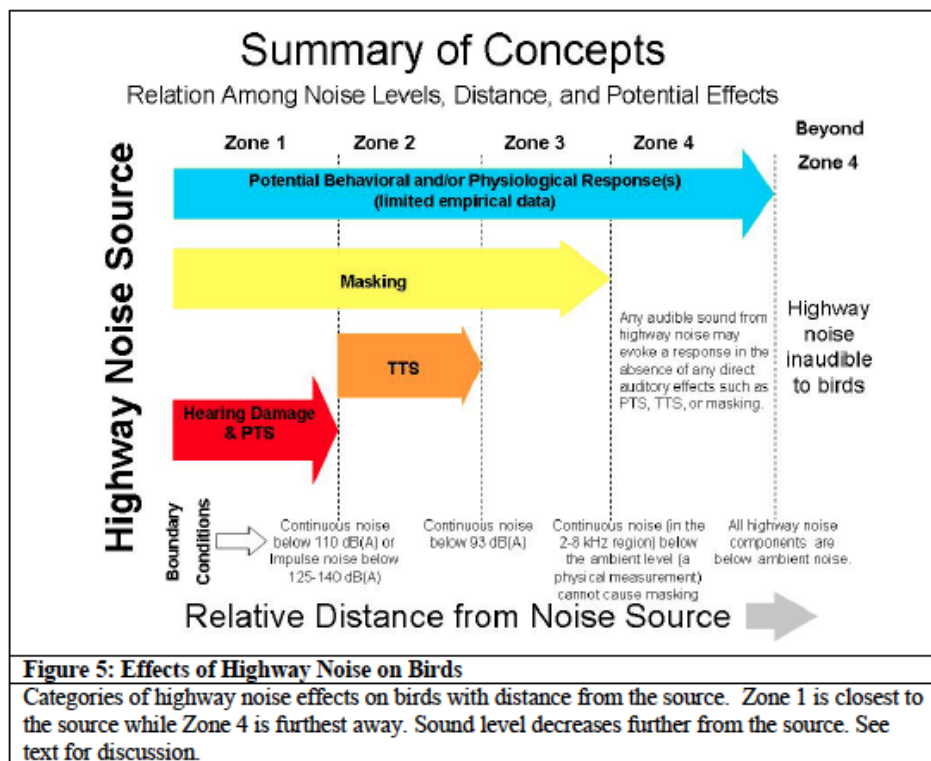 Summary of Concepts
Relation Among Noise Levels, Distance, and Potential Effects
Highway Noise Source
Zone 1
Zone 2
Zone 3
Zone 4
Beyond
Zone 4
Potential Behavioral and/or Physiological Response(s)
(limited empirical data)
Masking
TTS
Hearing Damage
& PTS
Any audible sound from
highway noise may
evoke a response in the
absence of any direct
auditory effects such as
PTS, TTS, or masking.
Highway
noise
inaudible
to birds
Boundary
Conditions
Continuous noise
below 110 dB(A) or
Impulse noise below
125-140 dB(A)
Continuous noise
below 93 dB(A)
Continuous noise (in the
2-8 kHz region) below
the ambient level (a
physical measurement)
cannot cause masking
All highway noise
components are
below ambient noise.
Relative Distance from Noise Source
Figure 5: Effects of Highway Noise on Birds
Categories of highway noise effects on birds with distance from the source. Zone 1 is closest to
the source while Zone 4 is furthest away. Sound level decreases further from the source. See
text for discussion.